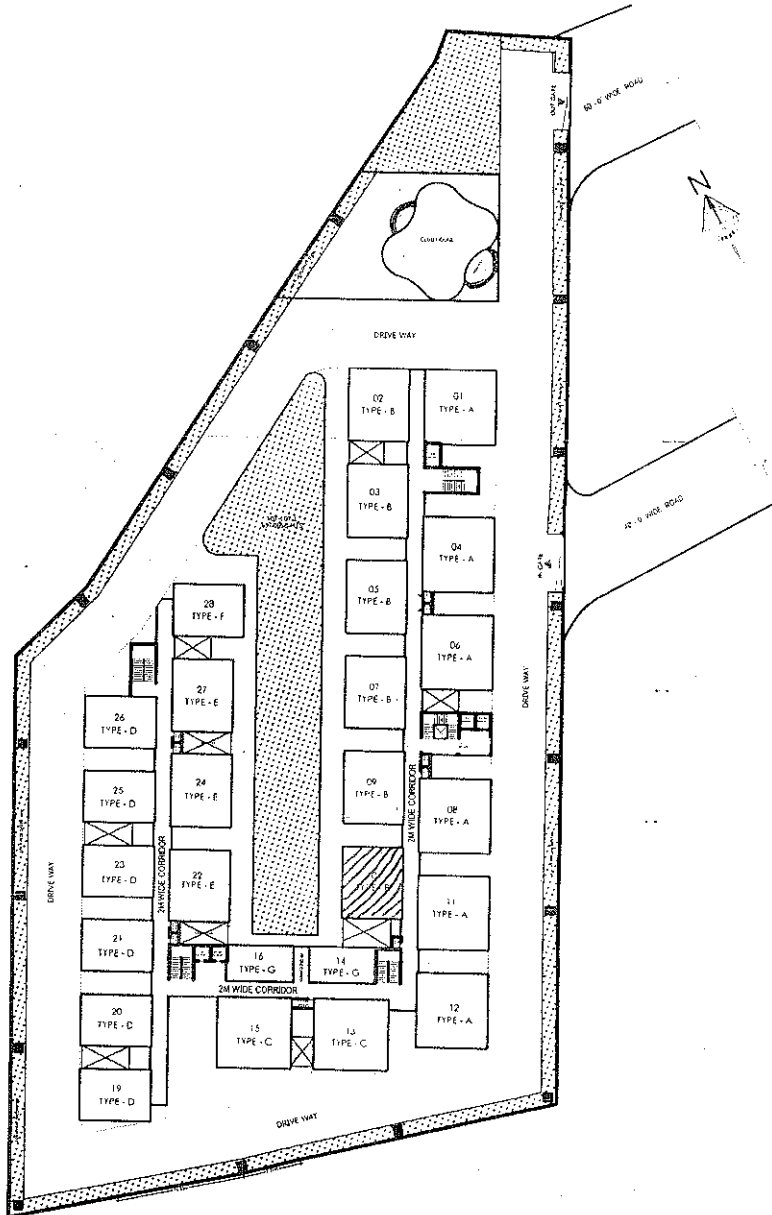 OUT GATE
60'-0" WIDE ROAD
N
CLUB HOUSE
DRIVE WAY
02
TYPE - B
01
TYPE - A
03
TYPE - B
40'-0" WIDE ROAD
04
TYPE - A
IN GATE
05
TYPE - B
28
TYPE - F
06
TYPE - A
27
TYPE - E
07
TYPE - B
DRIVE WAY
26
TYPE - D
24
TYPE - E
09
TYPE - B
25
TYPE - D
08
TYPE - A
2M WIDE CORRIDOR
23
TYPE - D
22
TYPE - E
2M WIDE CORRIDOR
DRIVE WAY
11
TYPE - A
21
TYPE - D
16
TYPE - G
14
TYPE - G
2M WIDE CORRIDOR
20
TYPE - D
15
TYPE - C
13
TYPE - C
12
TYPE - A
19
TYPE - D
DRIVE WAY